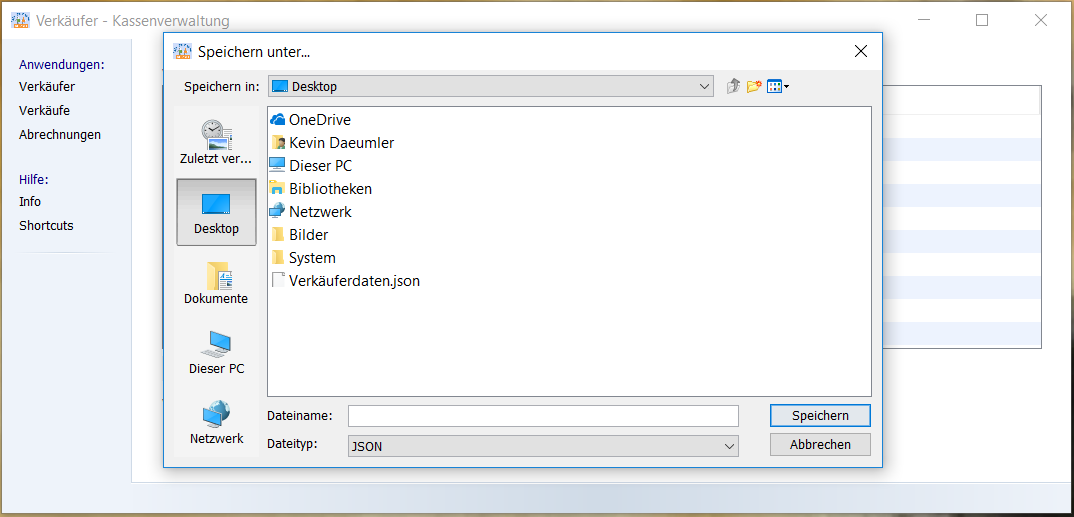 Verkäufer - Kassenverwaltung
Anwendungen:
Verkäufer
Verkäufe
Abrechnungen
Hilfe:
Info
Shortcuts
Speichern unter...
Speichern in:
Desktop
Zuletzt ver...
Desktop
Dokumente
Dieser PC
Netzwerk
OneDrive
Kevin Daeumler
Dieser PC
Bibliotheken
Netzwerk
Bilder
System
Verkäuferdaten.json
Dateiname:
Speichern
Dateityp:
JSON
Abbrechen